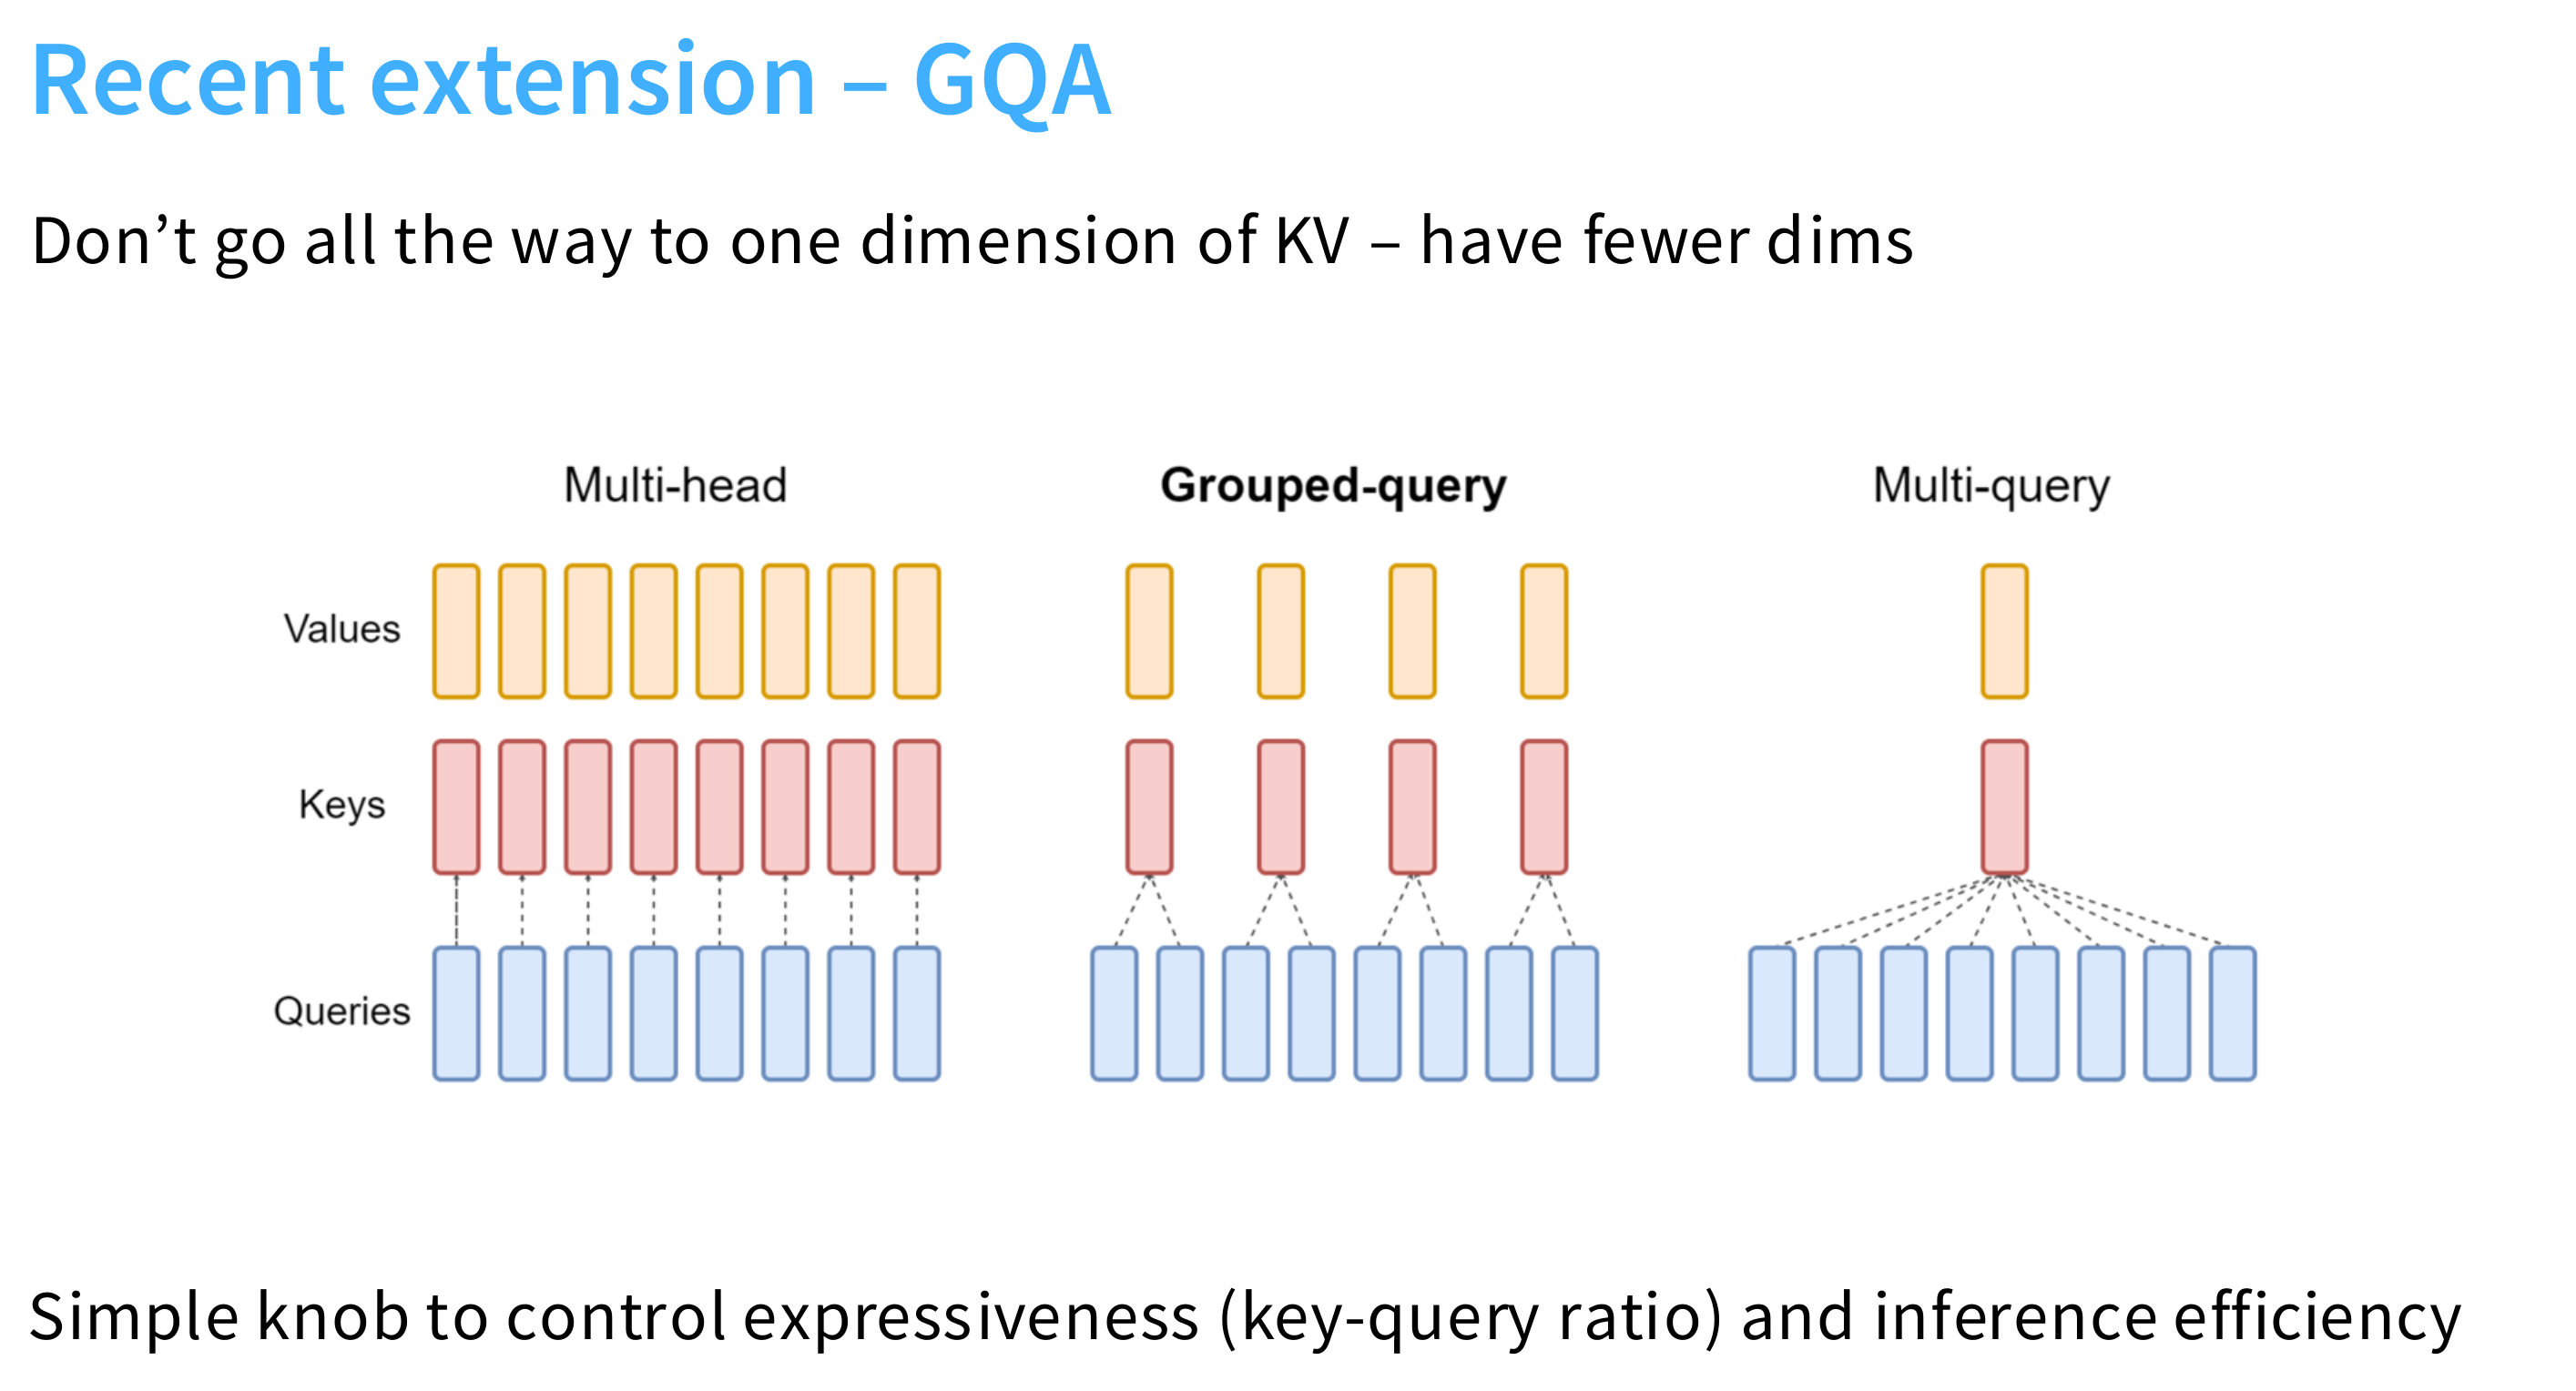 Recent extension – GQA
Don’t go all the way to one dimension of KV – have fewer dims
Multi-head
Grouped-query
Multi-query
Values
Keys
Queries
Simple knob to control expressiveness (key-query ratio) and inference efficiency